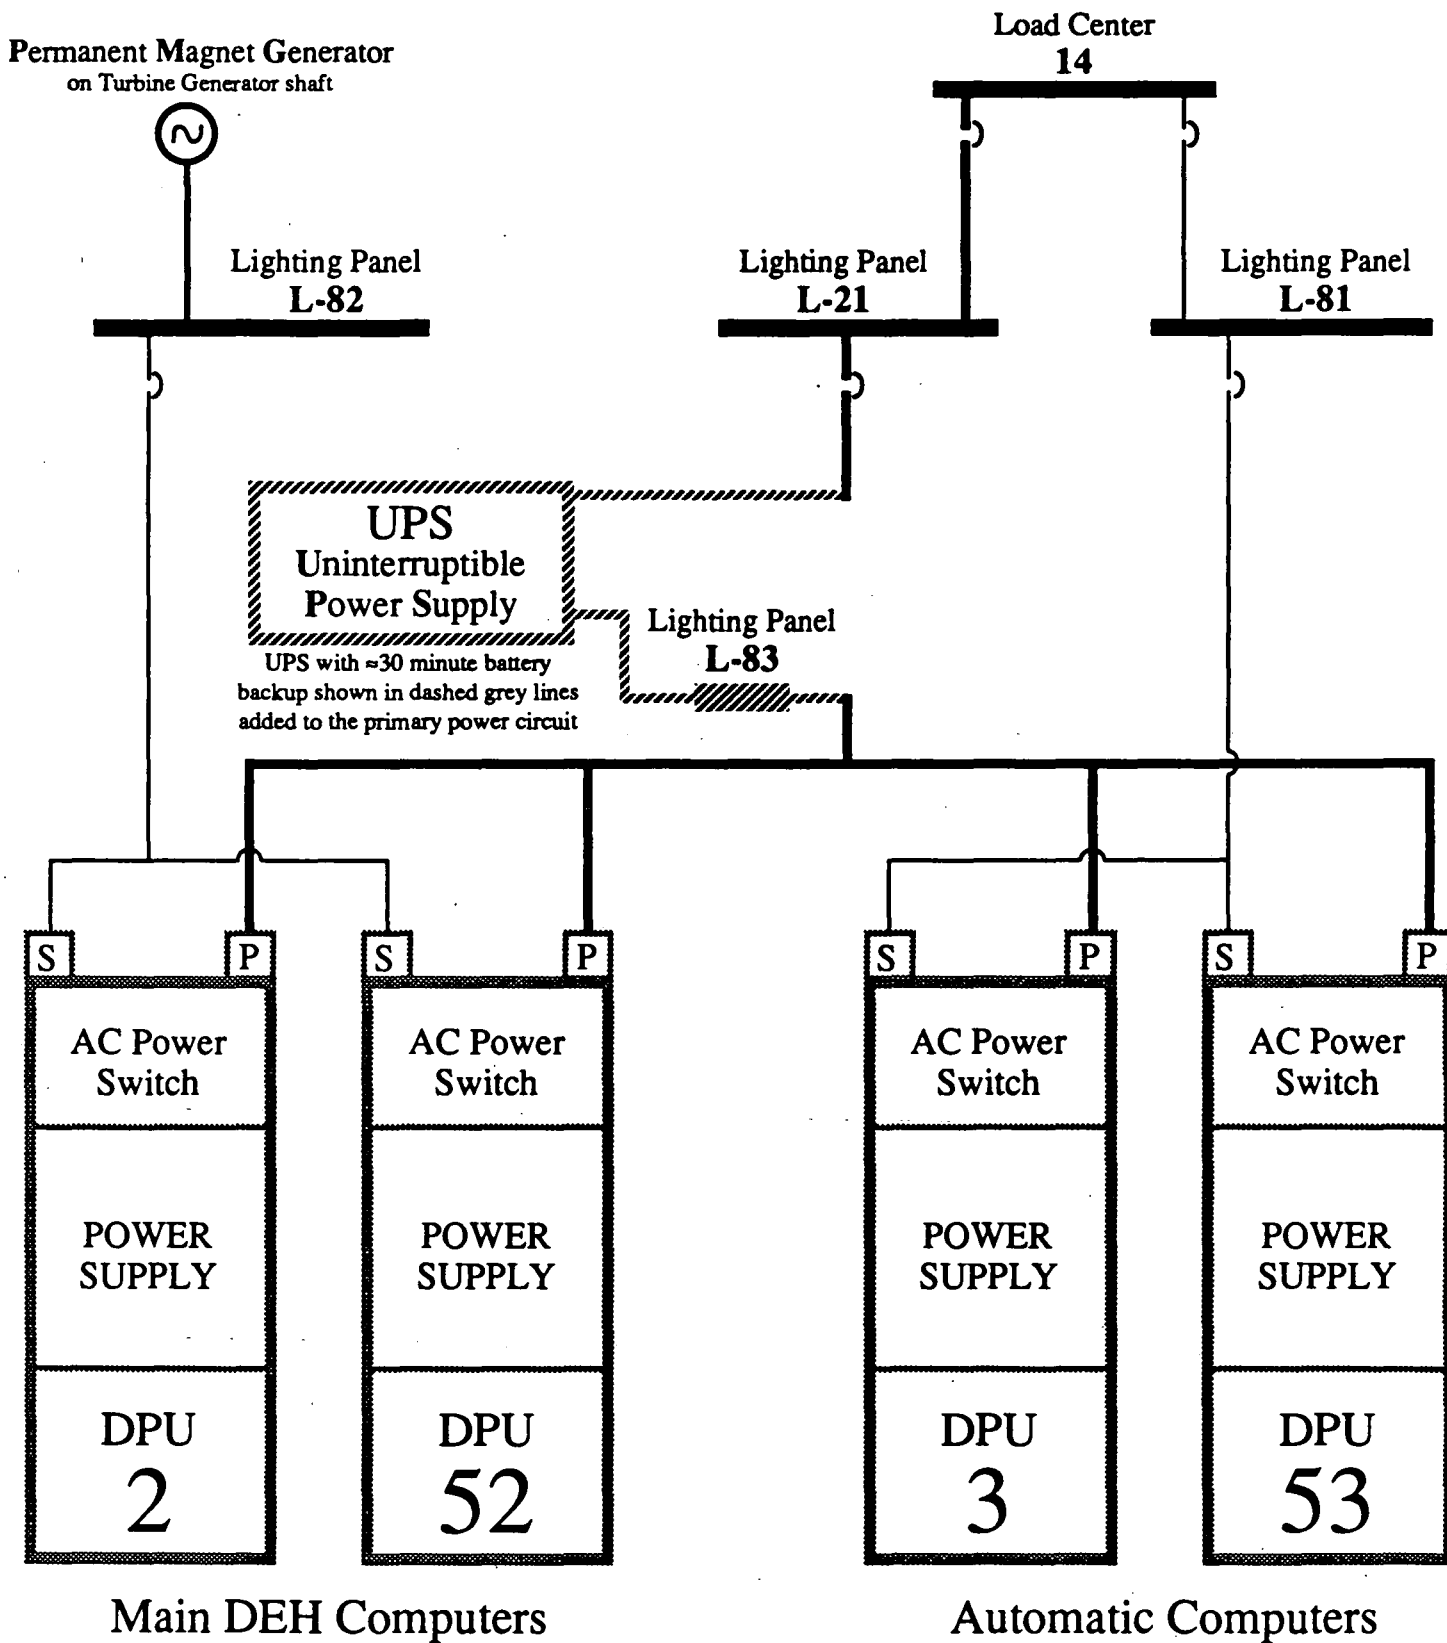 Permanent Magnet Generator
on Turbine Generator shaft
Load Center
14
Lighting Panel
L-82
Lighting Panel
L-21
Lighting Panel
L-81
UPS
Uninterruptible
Power Supply
UPS with ≈30 minute battery
backup shown in dashed grey lines
added to the primary power circuit
Lighting Panel
L-83
S
P
S
P
S
P
S
P
AC Power
Switch
AC Power
Switch
AC Power
Switch
AC Power
Switch
POWER
SUPPLY
POWER
SUPPLY
POWER
SUPPLY
POWER
SUPPLY
DPU
2
DPU
52
DPU
3
DPU
53
Main DEH Computers
Automatic Computers